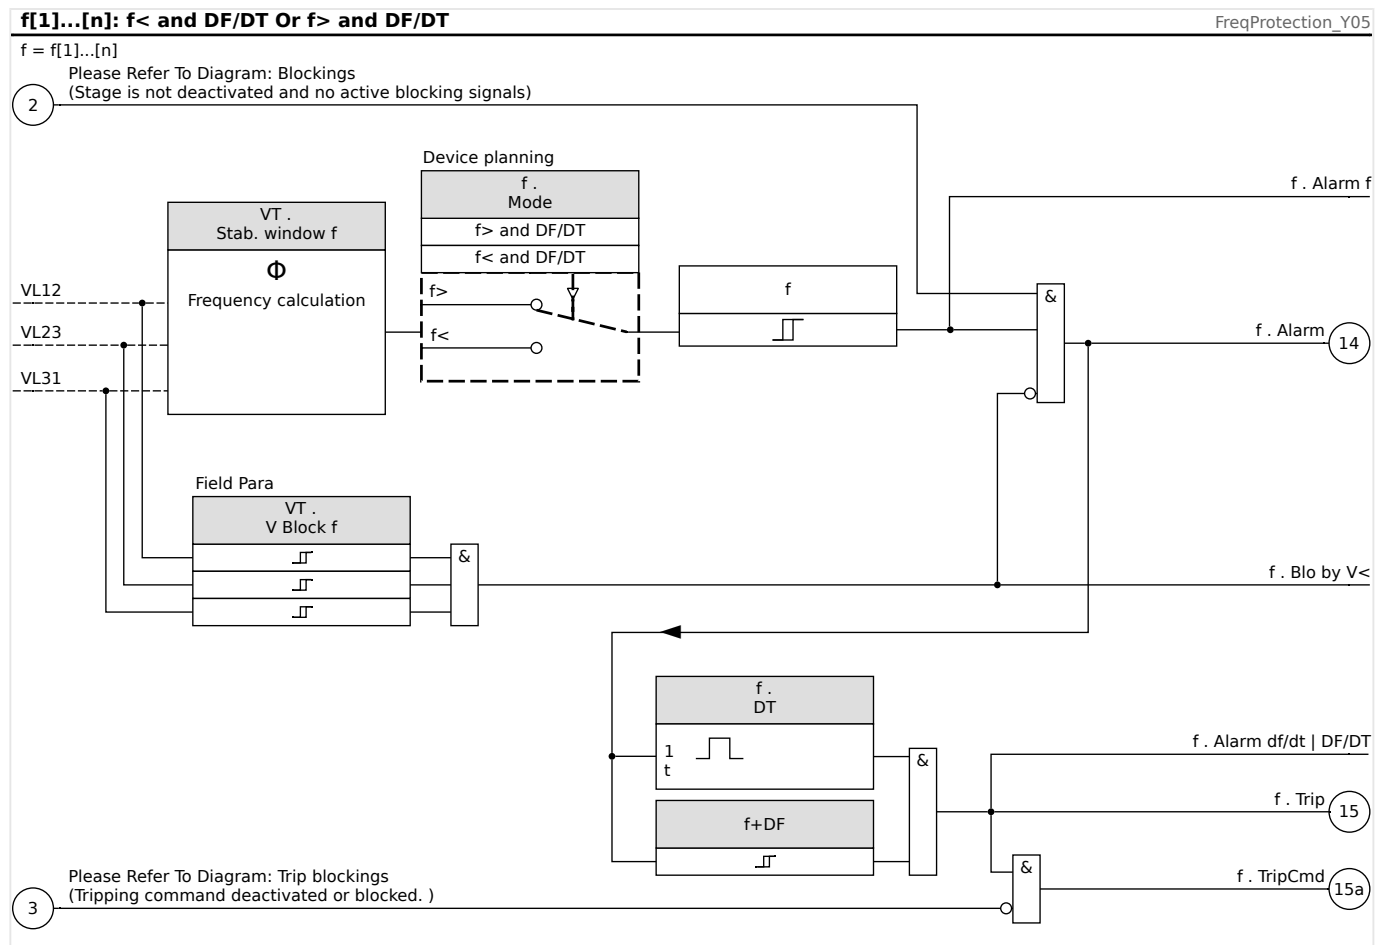 f[1]...[n]: f< and DF/DT Or f> and DF/DT
FreqProtection_Y05
f = f[1]...[n]
Please Refer To Diagram: Blockings
(Stage is not deactivated and no active blocking signals)
2
Device planning
f .
Mode
f> and DF/DT
f< and DF/DT
f>
f<
VT .
Stab. window f
Φ
Frequency calculation
VL12
VL23
VL31
f
&
f . Alarm f
f . Alarm
14
Field Para
VT .
V Block f
&
f . Blo by V<
f .
DT
1
t
f+DF
&
f . Alarm df/dt | DF/DT
f . Trip
15
&
f . TripCmd
15a
Please Refer To Diagram: Trip blockings
(Tripping command deactivated or blocked. )
3